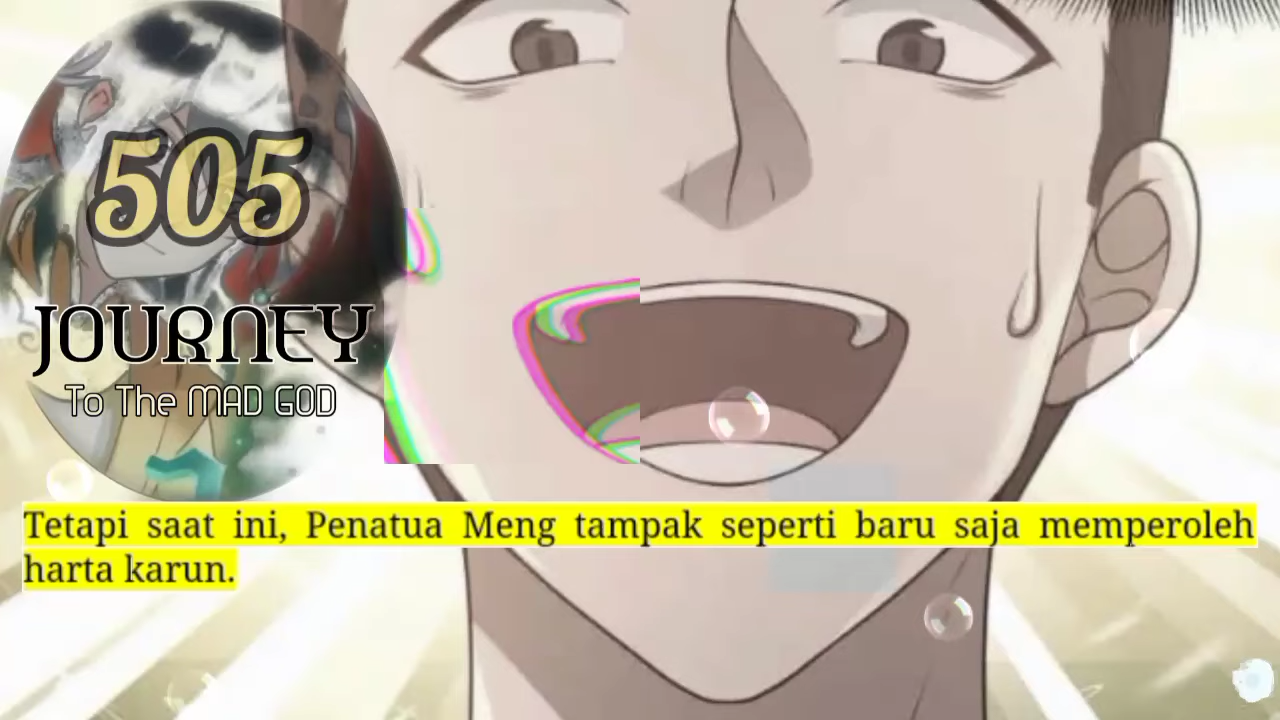 505
JOURNEY
To The MAD GOD
Tetapi saat ini, Penatua Meng tampak seperti baru saja memperoleh
harta karun.